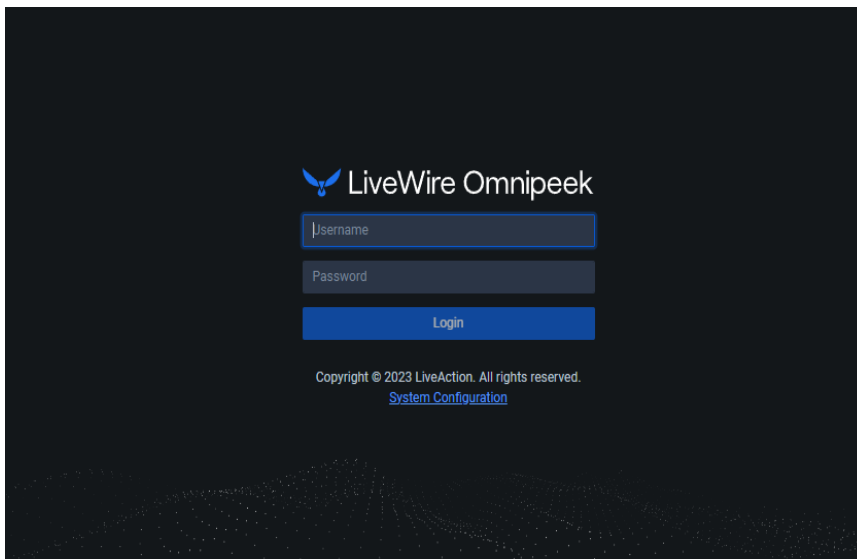 LiveWire Omnipeek
Username
Password
Login
Copyright © 2023 LiveAction. All rights reserved.
System Configuration